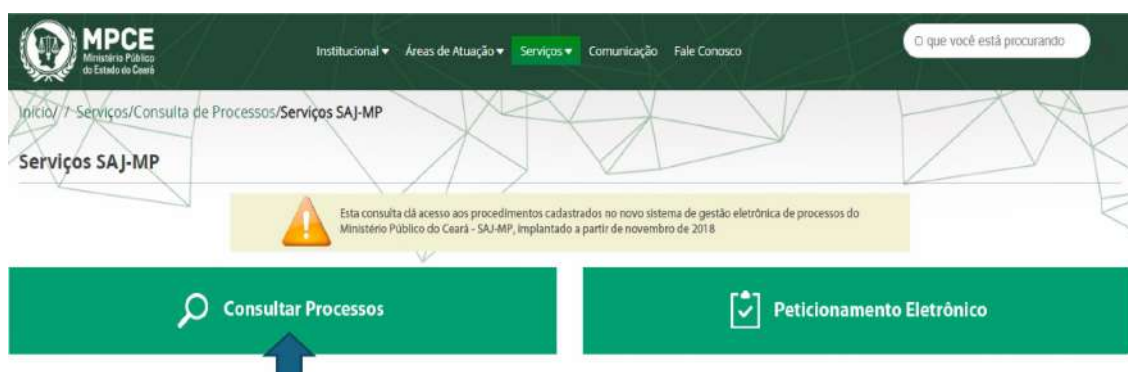 MPCE
Ministério Público
do Estado do Ceará
Institucional Áreas de Atuação Serviços Comunicação Fale Conosco
O que você está procurando
Início/ / Serviços/Consulta de Processos/Serviços SAJ-MP
Serviços SAJ-MP
Esta consulta dá acesso aos procedimentos cadastrados no novo sistema de gestão eletrônica de processos do
Ministério Público do Ceará - SAJ-MP, implantado a partir de novembro de 2018
Consultar Processos
Peticionamento Eletrônico